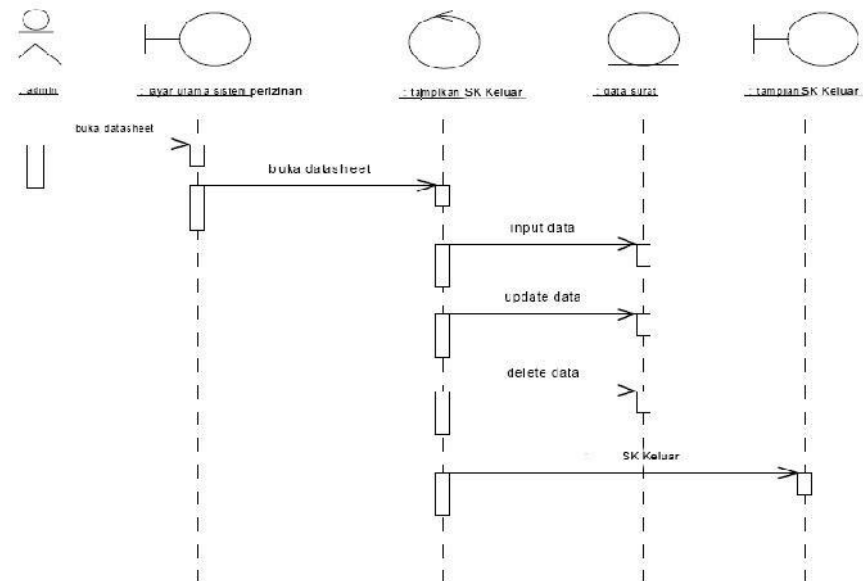 : admin
: layar utama sistem perizinan
: tampilkan SK Keluar
: data surat
: tampilan SK Keluar
buka datasheet
buka datasheet
input data
update data
delete data
SK Keluar